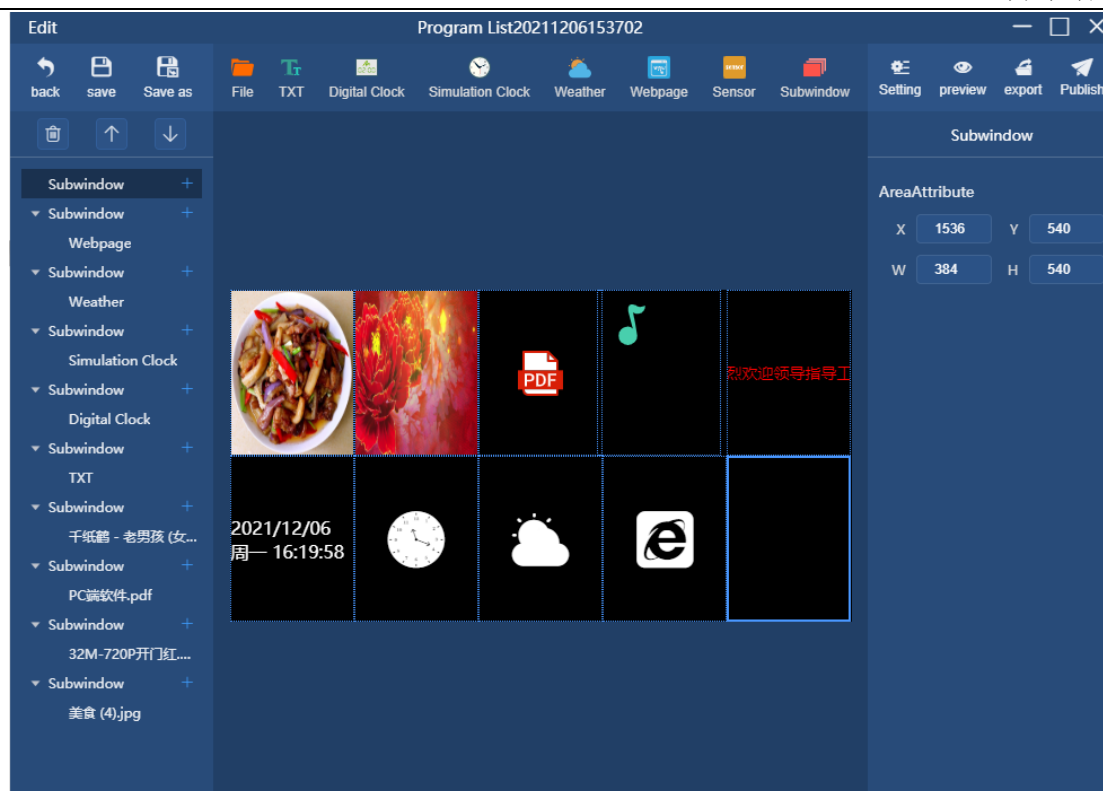 Edit
Program List20211206153702
back
save
Save as
File
TXT
Digital Clock
Simulation Clock
Weather
Webpage
Sensor
Subwindow
Setting
preview
export
Publish
Subwindow
Subwindow
Webpage
Subwindow
Weather
Subwindow
Simulation Clock
Subwindow
Digital Clock
Subwindow
TXT
Subwindow
千纸鹤 - 老男孩 (女...
Subwindow
PC端软件.pdf
Subwindow
32M-720P开门红....
Subwindow
美食 (4).jpg
PDF
烈欢迎领导指导工
2021/12/06
周一 16:19:58
Subwindow
AreaAttribute
X 1536 Y 540
W 384 H 540